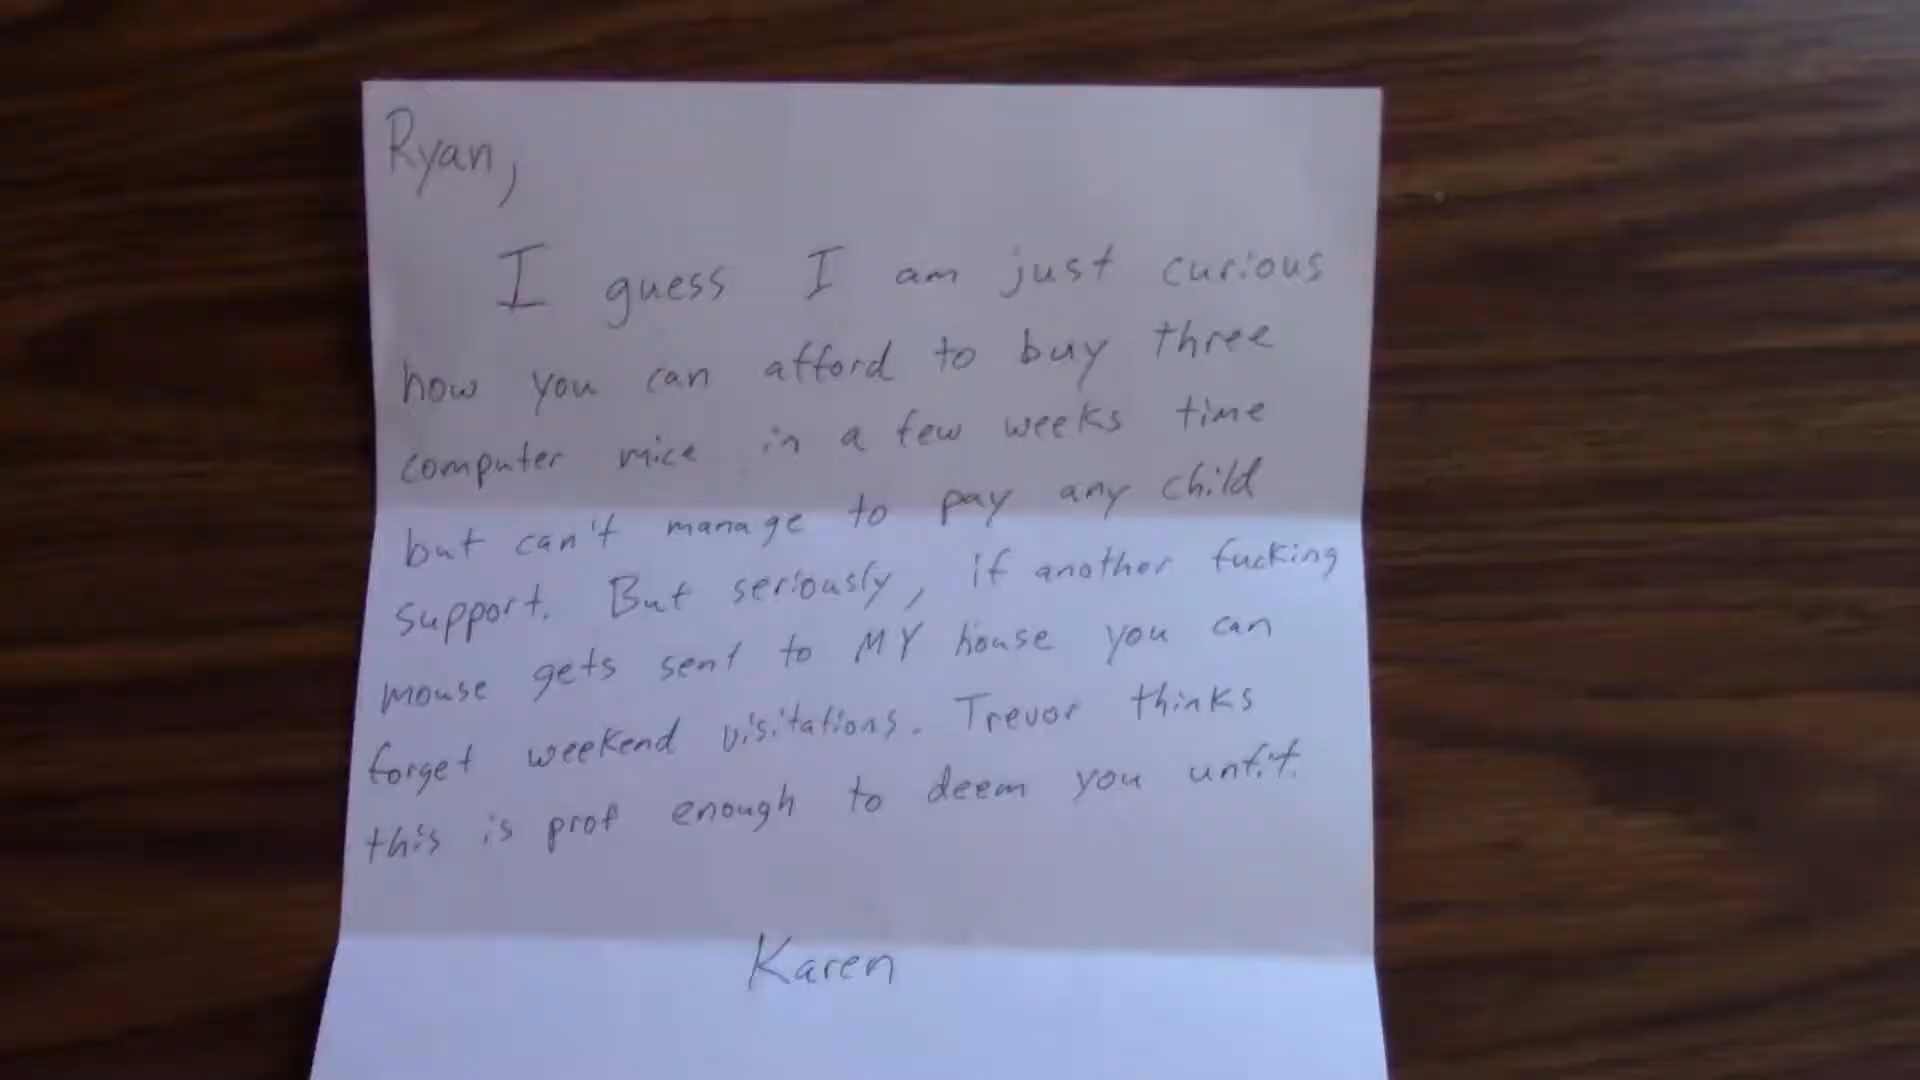 Ryan,
I guess I am just curious
how you can afford to buy three
computer mice in a few weeks time
but can't manage to pay any child
support. But seriously, if another fucking
mouse gets sent to MY house you can
forget weekend visitations. Trevor thinks
this is prof enough to deem you unfit.
Karen